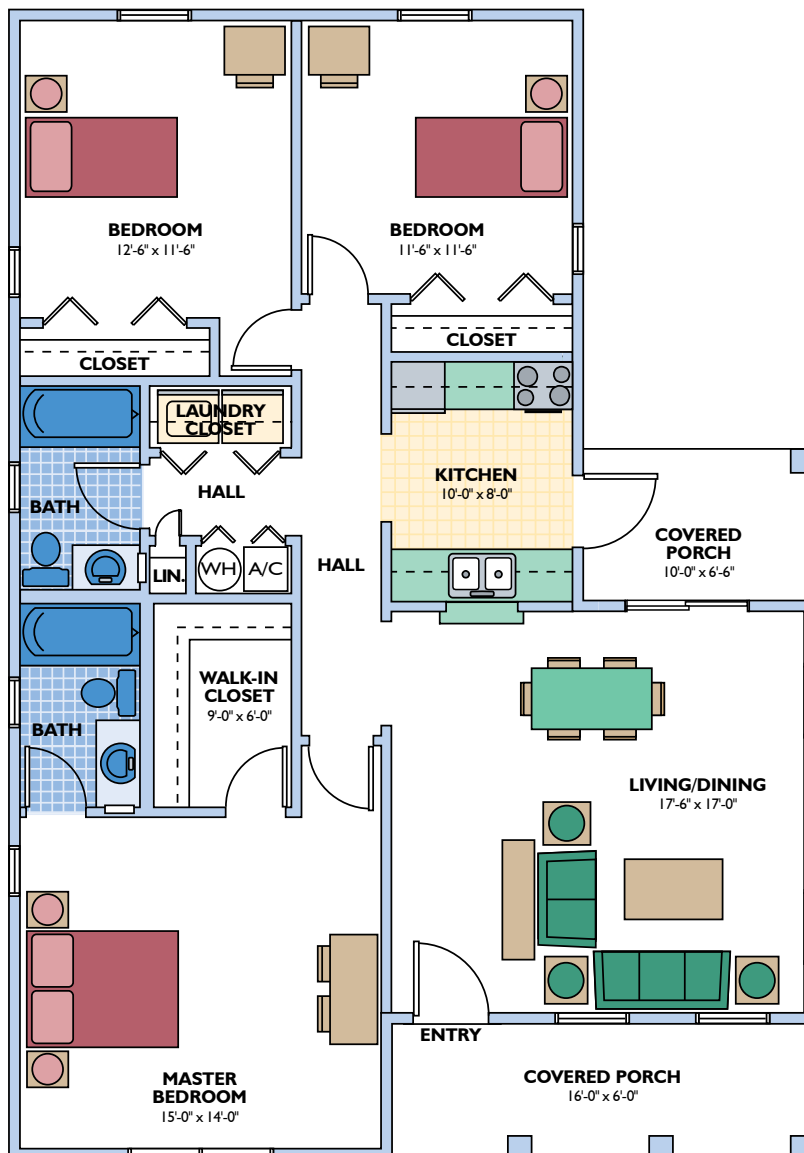 BEDROOM
12'-6" x 11'-6"
BEDROOM
11'-6" x 11'-6"
CLOSET
CLOSET
LAUNDRY
CLOSET
BATH
HALL
KITCHEN
10'-0" x 8'-0"
COVERED
PORCH
10'-0" x 6'-6"
LIN.
WH
A/C
HALL
WALK-IN
CLOSET
9'-0" x 6'-0"
BATH
LIVING/DINING
17'-6" x 17'-0"
ENTRY
MASTER
BEDROOM
15'-0" x 14'-0"
COVERED PORCH
16'-0" x 6'-0"